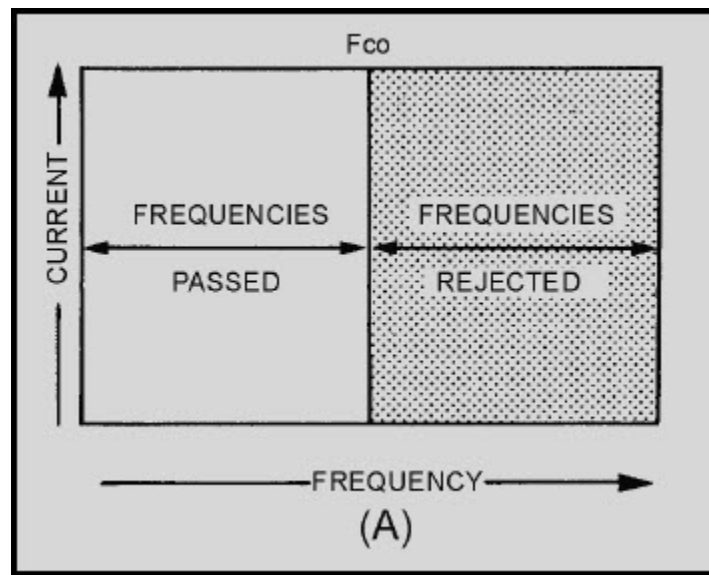 Fco
CURRENT
FREQUENCIES
PASSED
FREQUENCIES
REJECTED
FREQUENCY
(A)